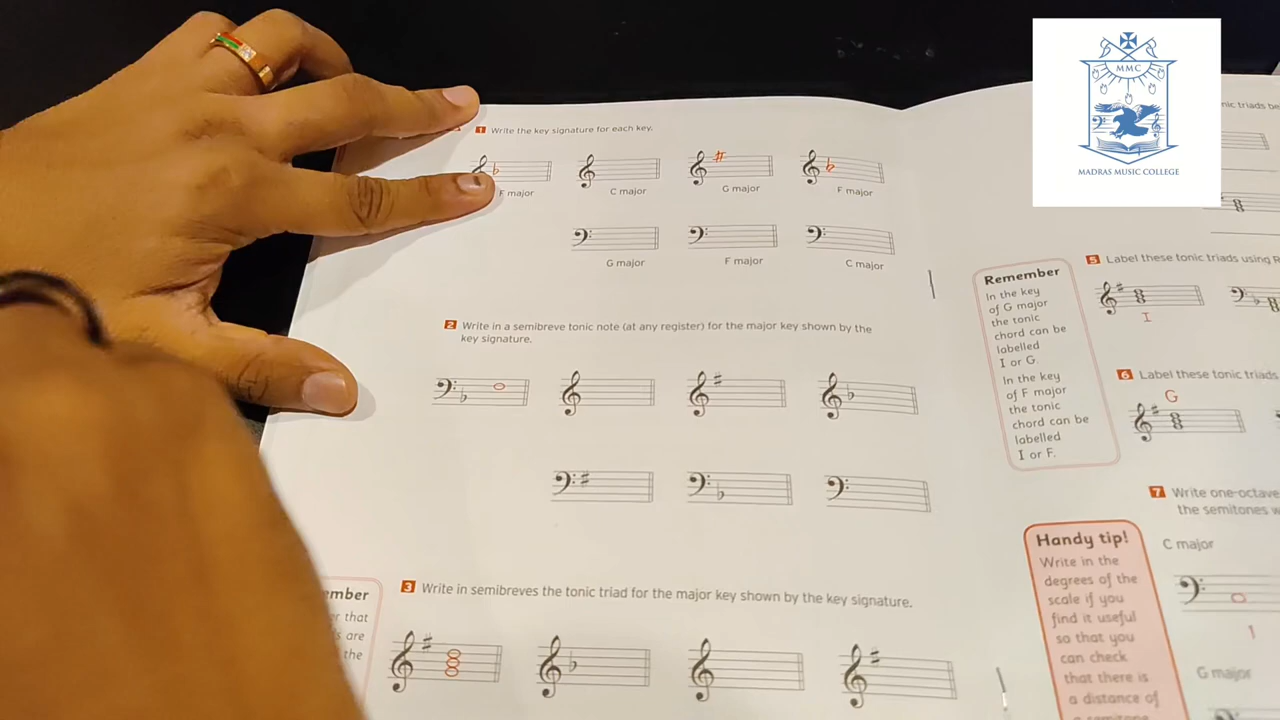 MMC
MADRAS MUSIC COLLEGE
1 Write the key signature for each key.
F major
C major
G major
F major
G major
F major
C major
2 Write in a semibreve tonic note (at any register) for the major key shown by the
key signature.
3 Write in semibreves the tonic triad for the major key shown by the key signature.
Remember
In the key
of G major
the tonic
chord can be
labelled
I or G.
In the key
of F major
the tonic
chord can be
labelled
I or F.
5 Label these tonic triads using
I
6 Label these tonic triads
G
7 Write one-octave
the semitones
C major
1
G major
Handy tip!
Write in the
degrees of the
scale if you
find it useful
so that you
can check
that there is
a distance of
a semitone
that
are
the